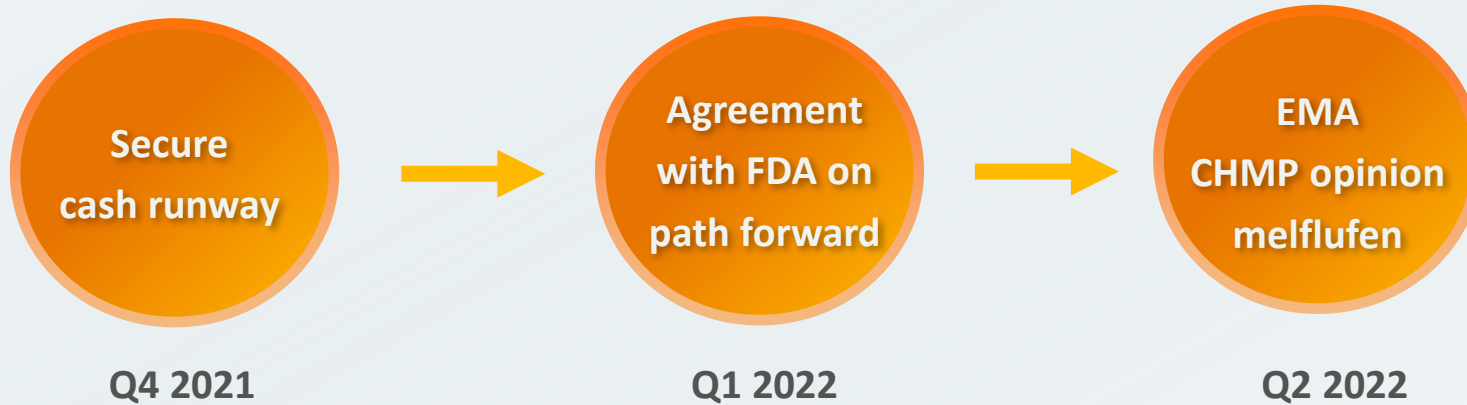 Secure
cash runway
Agreement
with FDA on
path forward
EMA
CHMP opinion
melflufen
Q4 2021
Q1 2022
Q2 2022